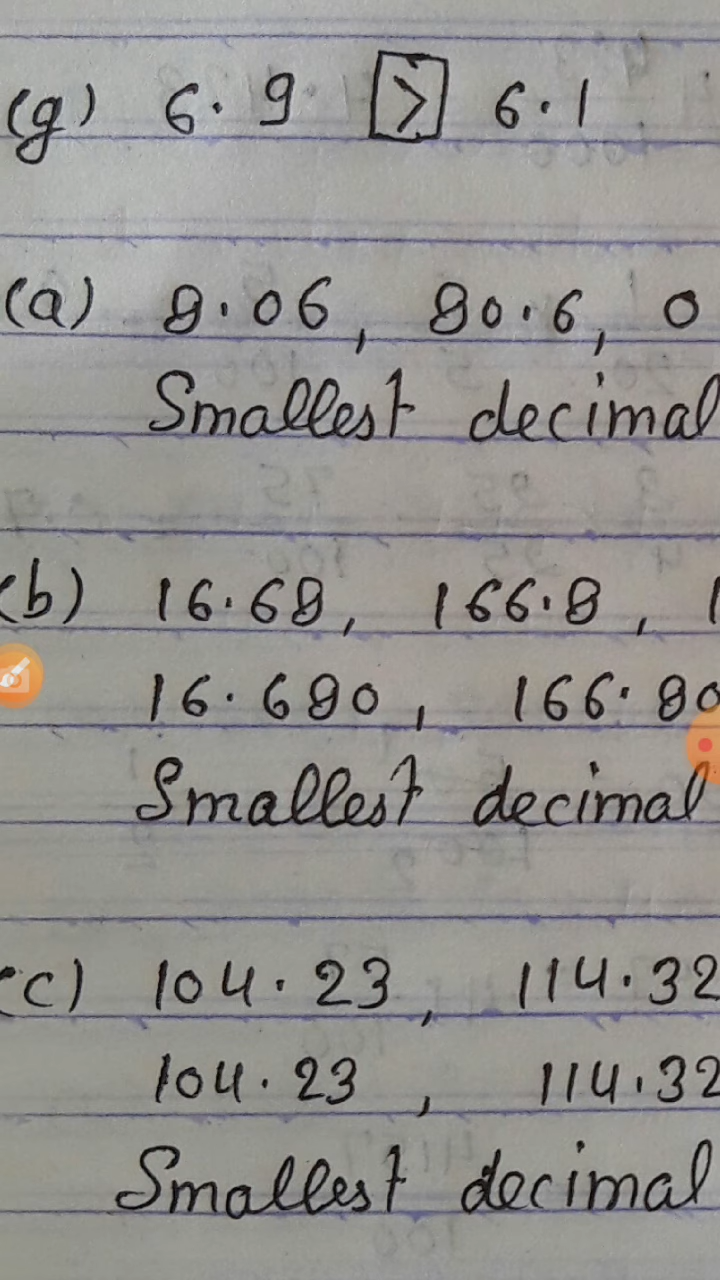 (g) 6.9 > 6.1
(a) 8.06, 80.6, 0
Smallest decimal
(b) 16.68, 166.8, 1
16.680, 166.80
Smallest decimal
(c) 104.23, 114.32
104.23, 114.32
Smallest decimal